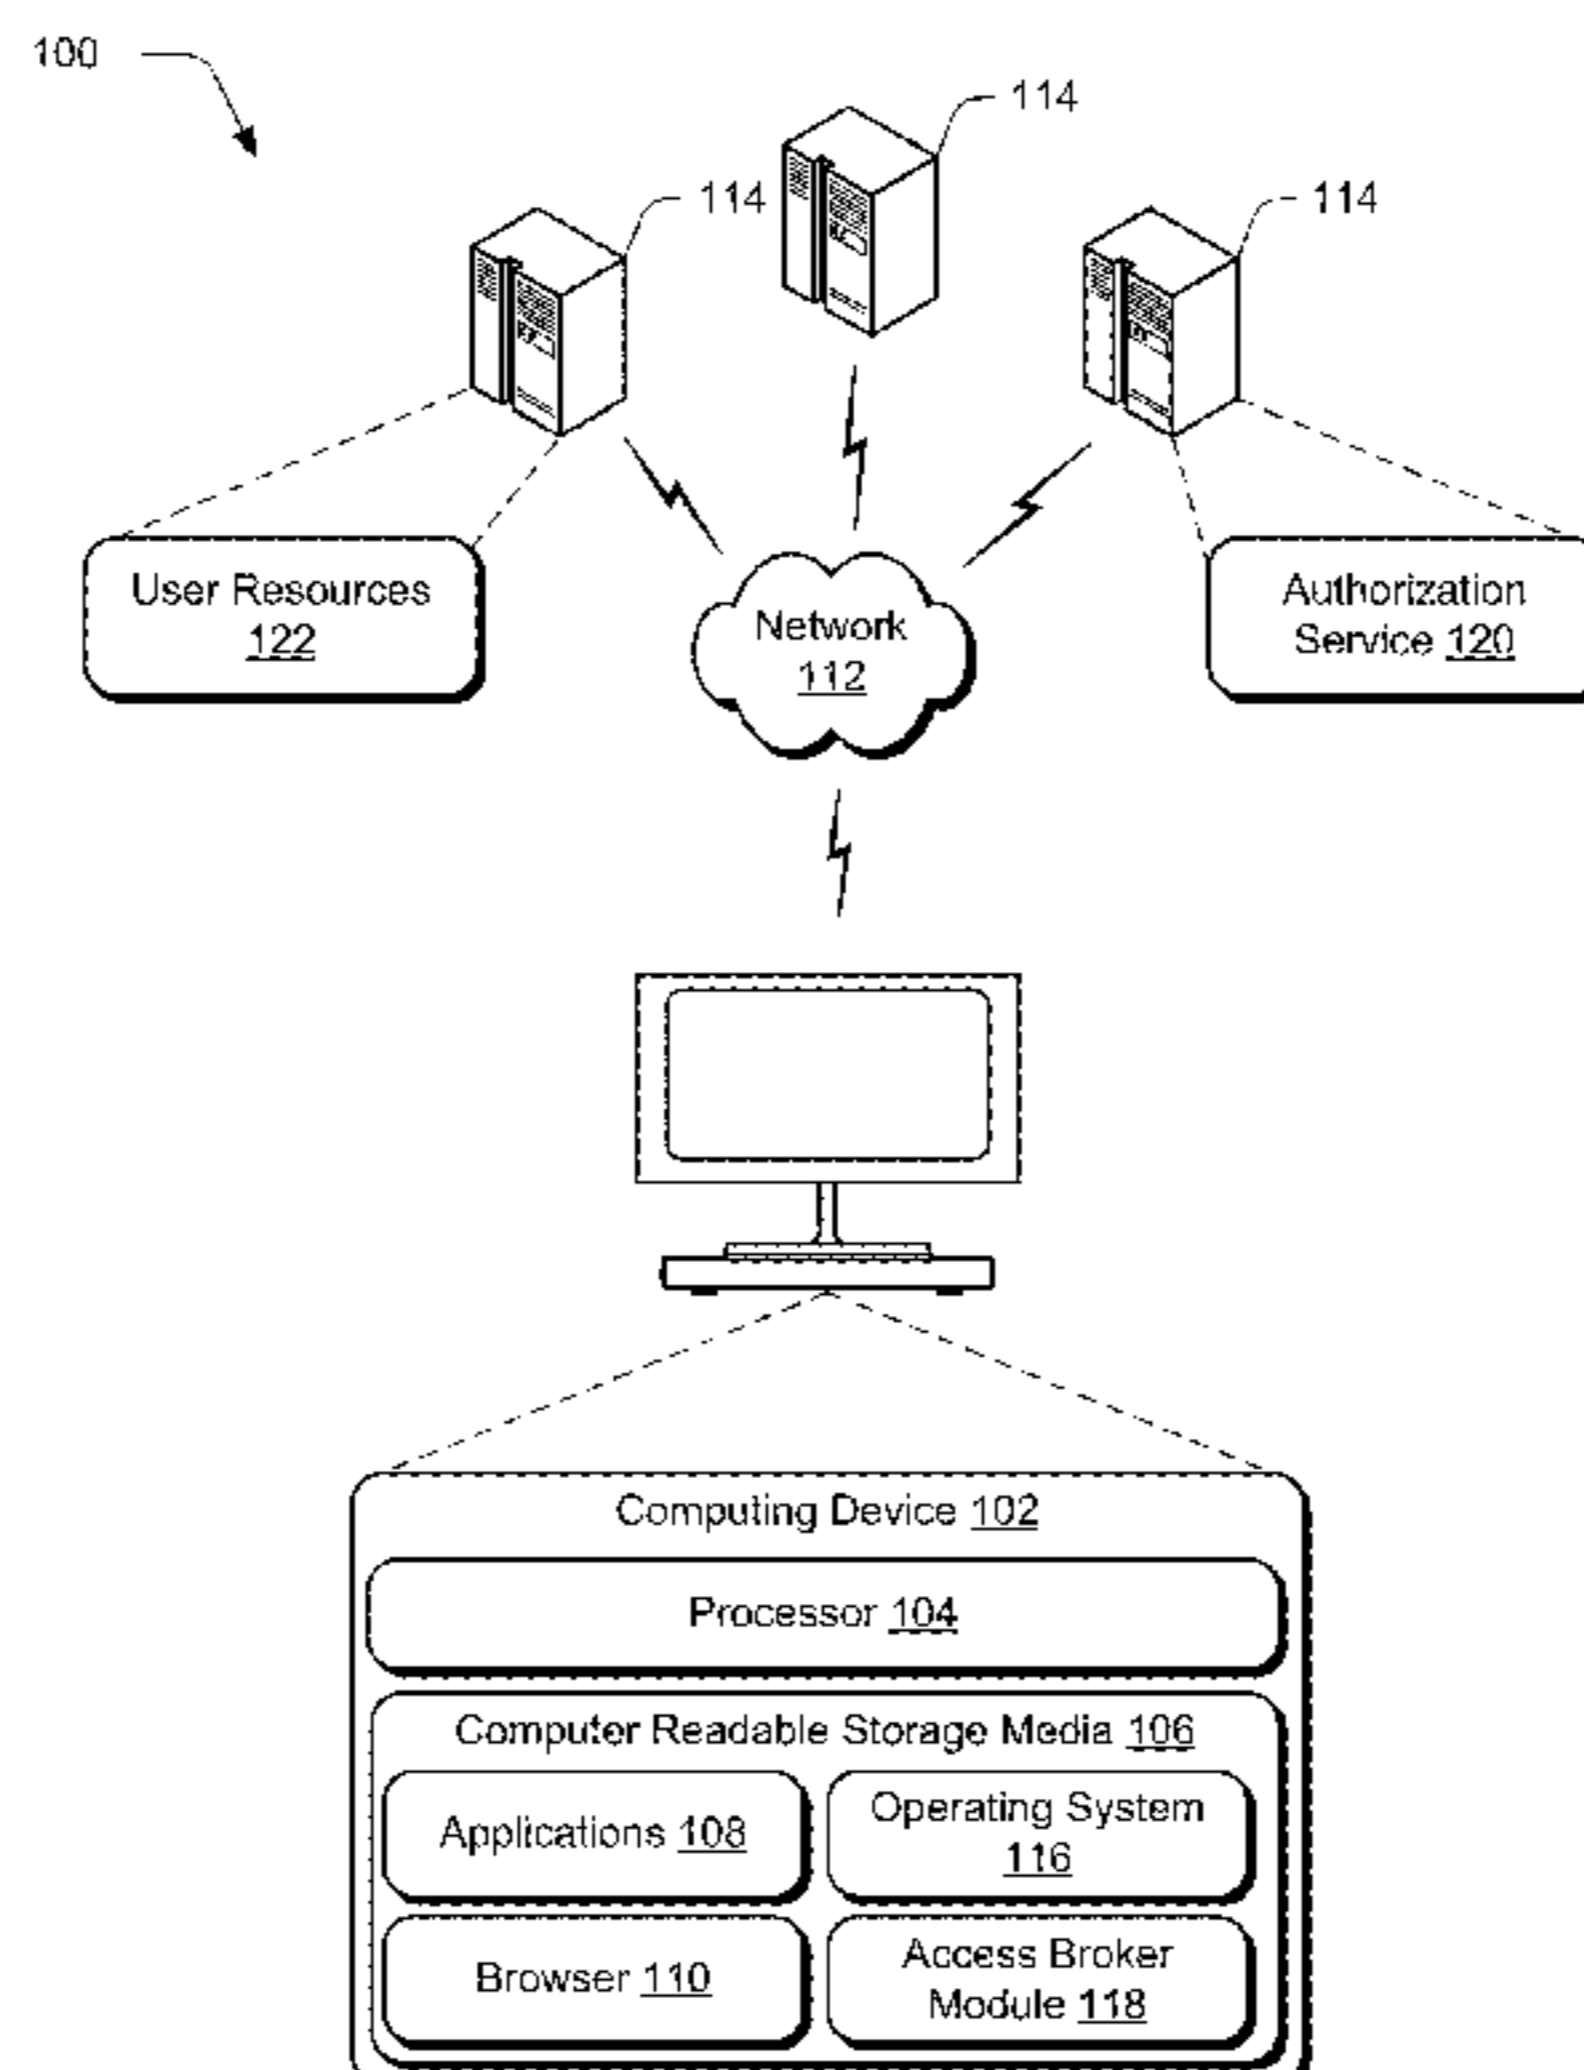 100
114
114
114
User Resources
122
Network
112
Authorization
Service 120
Computing Device 102
Processor 104
Computer Readable Storage Media 106
Applications 108
Operating System
116
Browser 110
Access Broker
Module 118